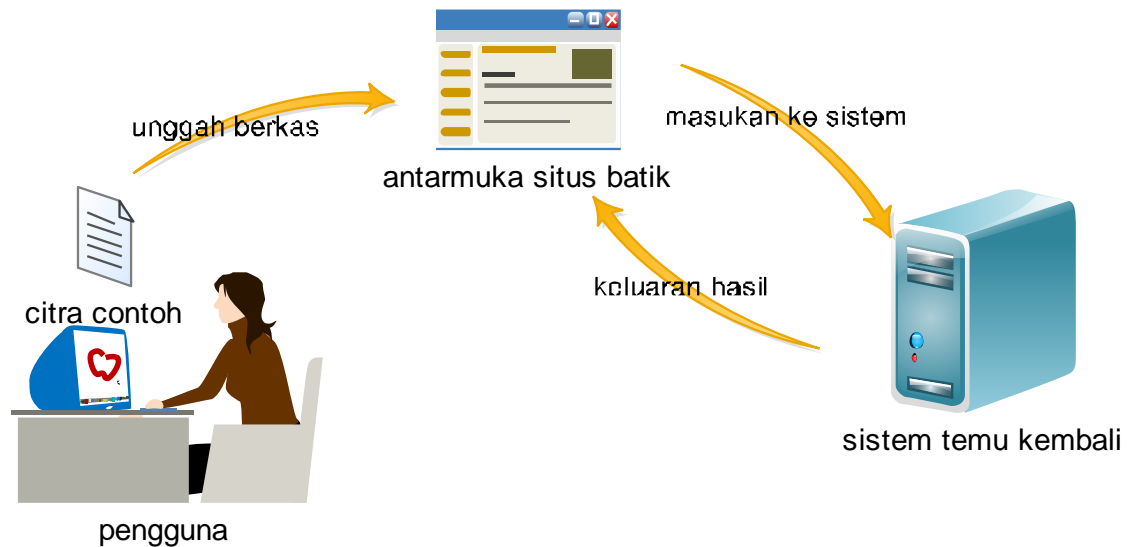 unggah berkas
antarmuka situs batik
masukan ke sistem
keluaran hasil
citra contoh
sistem temu kembali
pengguna